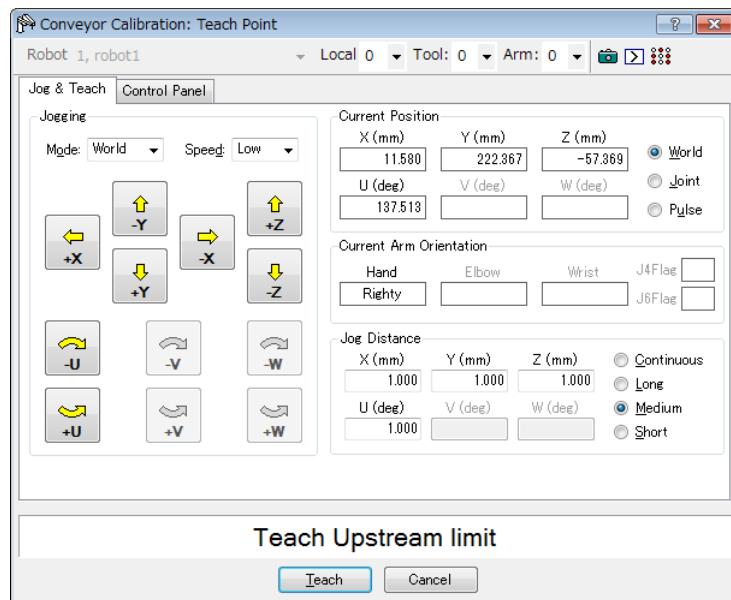 Conveyor Calibration: Teach Point
Robot 1, robot1 Local 0 Tool: 0 Arm: 0
Jog & Teach Control Panel
Jogging
Mode: World Speed: Low
-Y +Z
+X -X
+Y -Z
-U -V -W
+U +V +W
Current Position
X (mm) Y (mm) Z (mm)
11.580 222.367 -57.369
U (deg) V (deg) W (deg)
137.513
World
Joint
Pulse
Current Arm Orientation
Hand Elbow Wrist J4Flag
Righty J6Flag
Jog Distance
X (mm) Y (mm) Z (mm)
1.000 1.000 1.000
U (deg) V (deg) W (deg)
1.000
Continuous
Long
Medium
Short
Teach Upstream limit
Teach Cancel